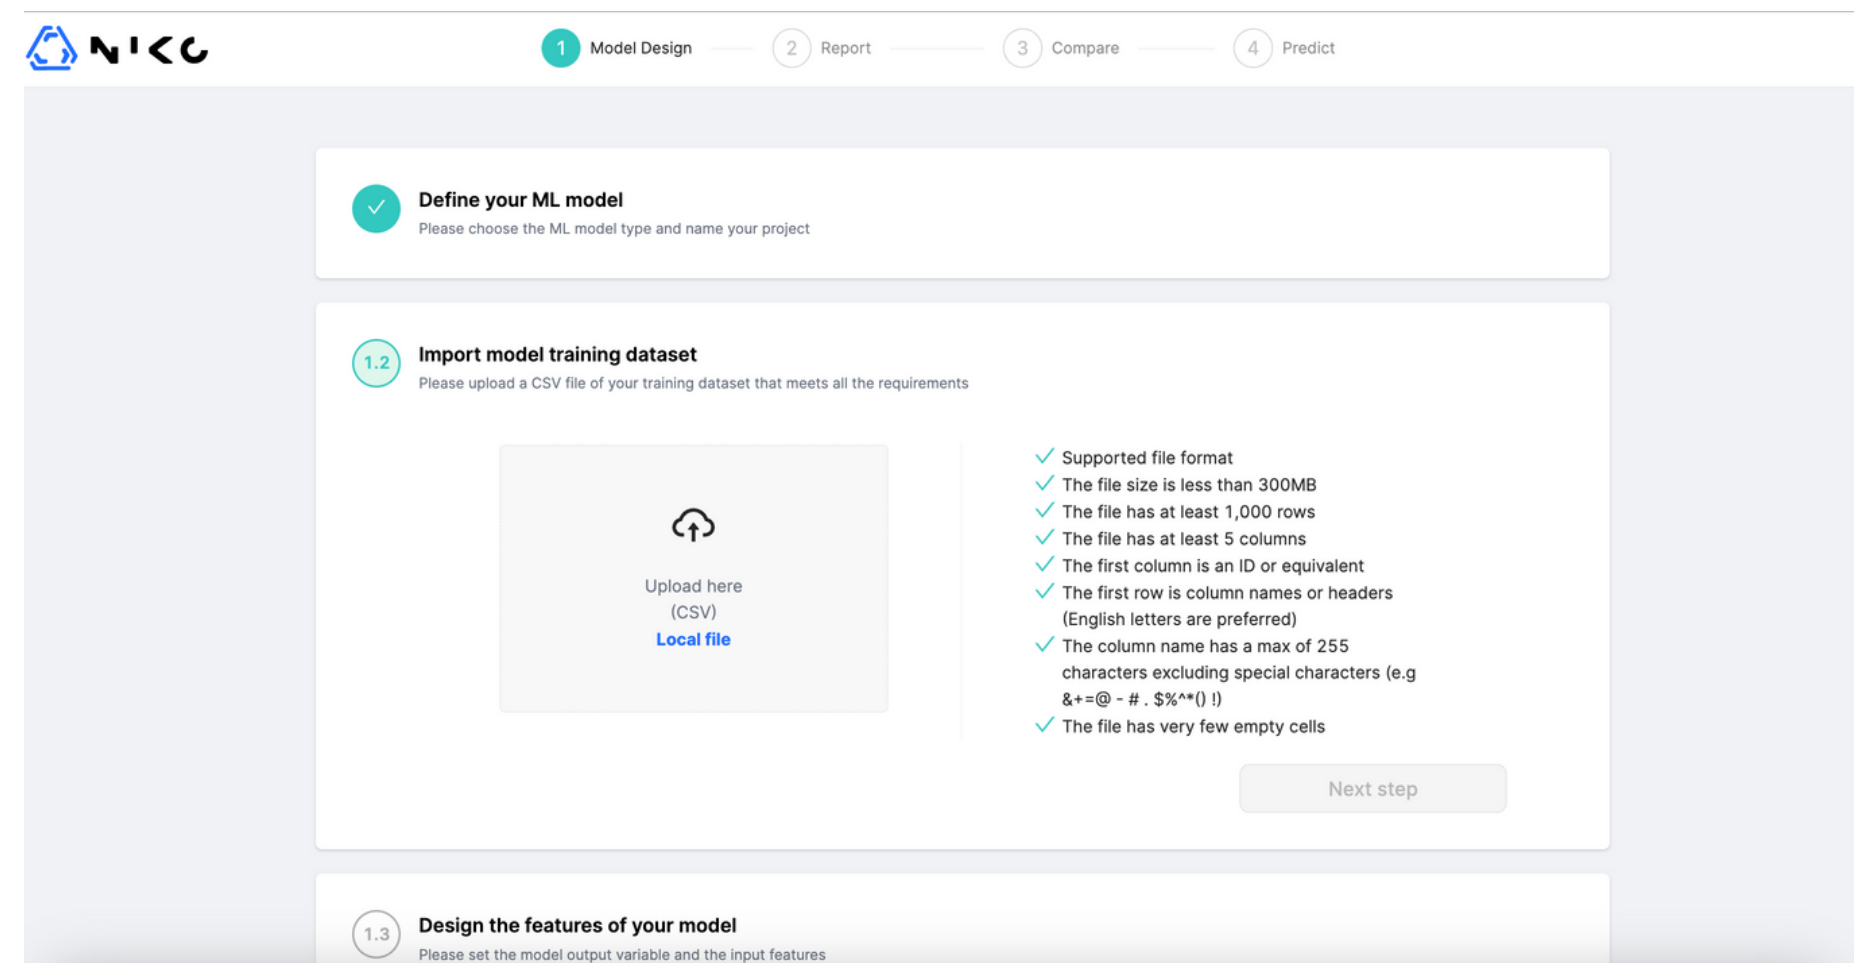 NIKG
1 Model Design 2 Report 3 Compare 4 Predict
Define your ML model
Please choose the ML model type and name your project
1.2 Import model training dataset
Please upload a CSV file of your training dataset that meets all the requirements
Upload here
(CSV)
Local file
Supported file format
The file size is less than 300MB
The file has at least 1,000 rows
The file has at least 5 columns
The first column is an ID or equivalent
The first row is column names or headers
(English letters are preferred)
The column name has a max of 255
characters excluding special characters (e.g
&+=@ - # . $%^*() !)
The file has very few empty cells
Next step
1.3 Design the features of your model
Please set the model output variable and the input features